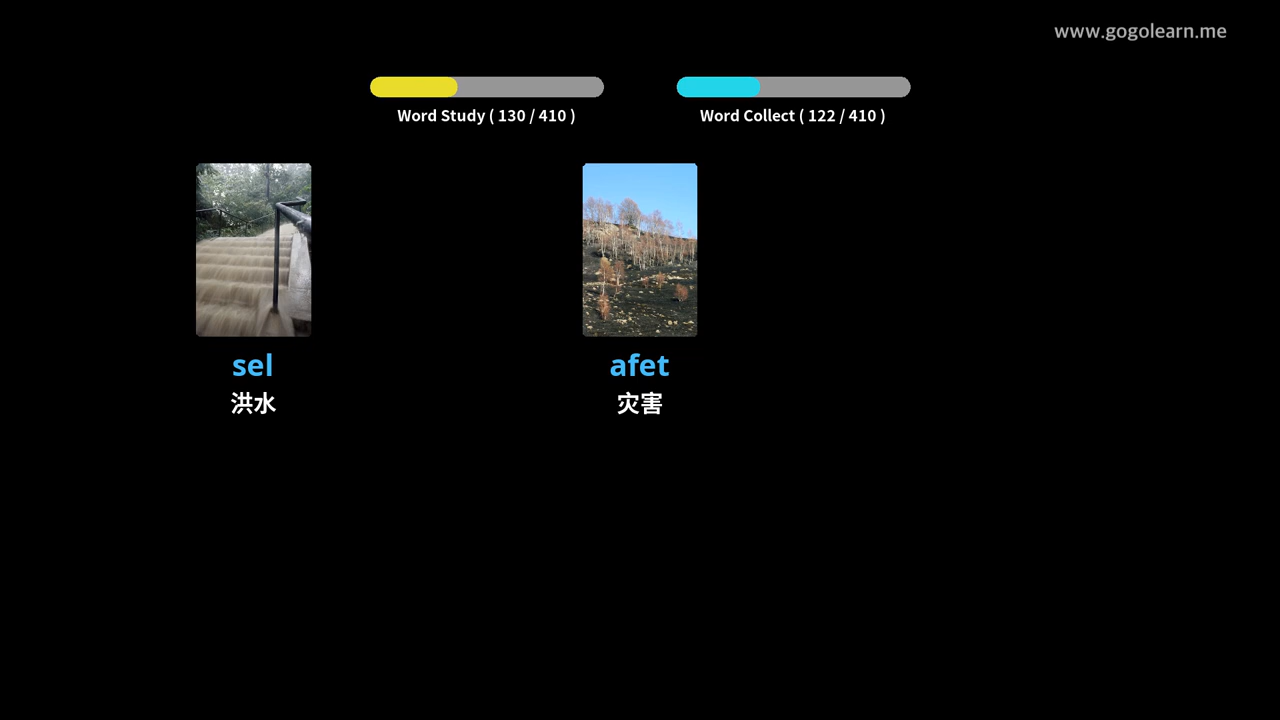 www.gogolearn.me
Word Study ( 130 / 410 )
Word Collect ( 122 / 410 )
sel
洪水
afet
灾害